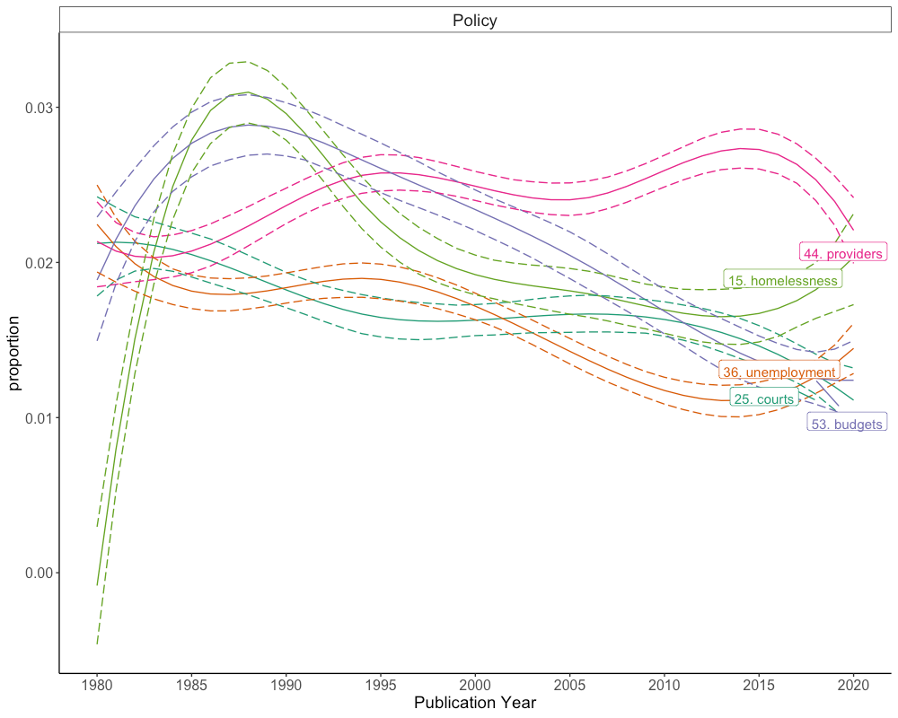 Policy
proportion
0.03
0.02
0.01
0.00
44. providers
15. homelessness
36. unemployment
25. courts
53. budgets
1980 1985 1990 1995 2000 2005 2010 2015 2020
Publication Year